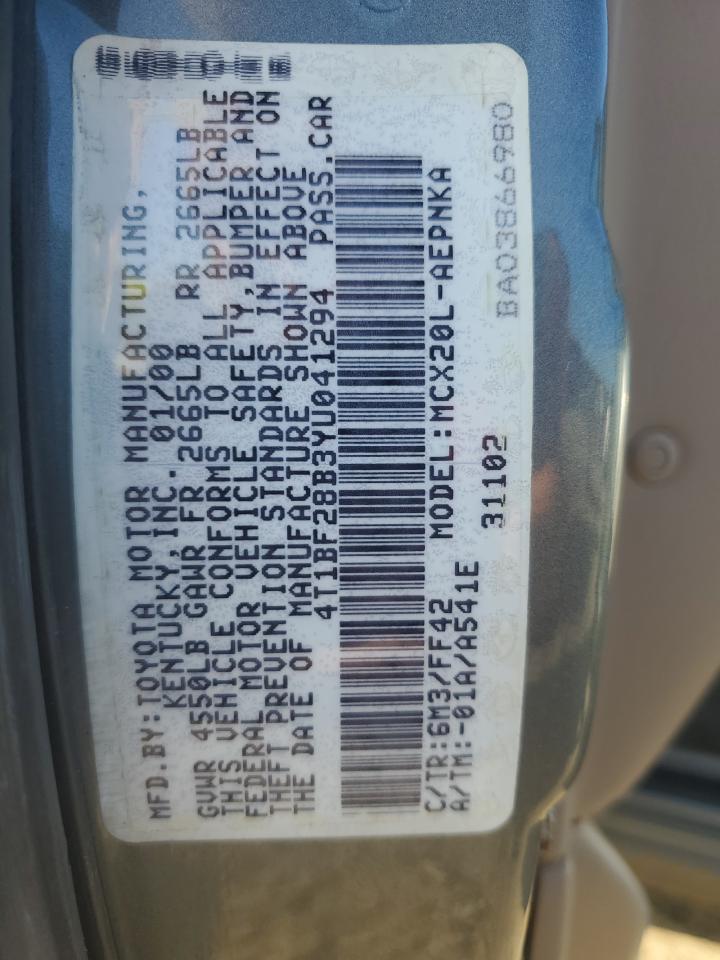 MFD.BY:TOYOTA MOTOR MANUFACTURING,
KENTUCKY,INC. 01/00
GVWR 4550LB GAWR FR 2665LB RR 2665LB
THIS VEHICLE CONFORMS TO ALL APPLICABLE
FEDERAL MOTOR VEHICLE SAFETY,BUMPER AND
THEFT PREVENTION STANDARDS IN EFFECT ON
THE DATE OF MANUFACTURE SHOWN ABOVE
4T1BF28B3YU041294 PASS.CAR
C/TR:6M3/FF42 MODEL:MCX20L-AEPNKA
A/TM:-01A/A541E
31102
BA03866980